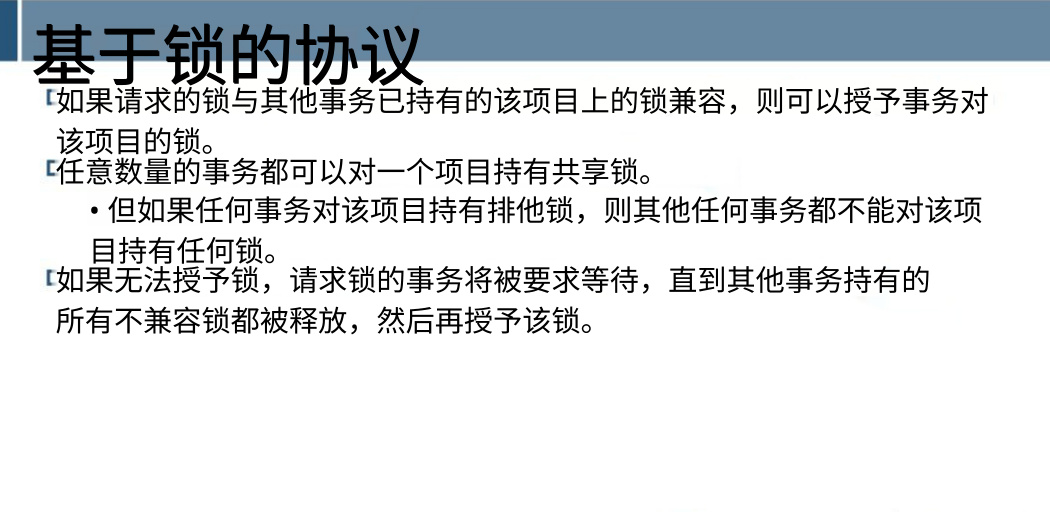 基于锁的协议
如果请求的锁与其他事务已持有的该项目上的锁兼容，则可以授予事务对
该项目的锁。
任意数量的事务都可以对一个项目持有共享锁。
• 但如果任何事务对该项目持有排他锁，则其他任何事务都不能对该项
目持有任何锁。
如果无法授予锁，请求锁的事务将被要求等待，直到其他事务持有的
所有不兼容锁都被释放，然后再授予该锁。